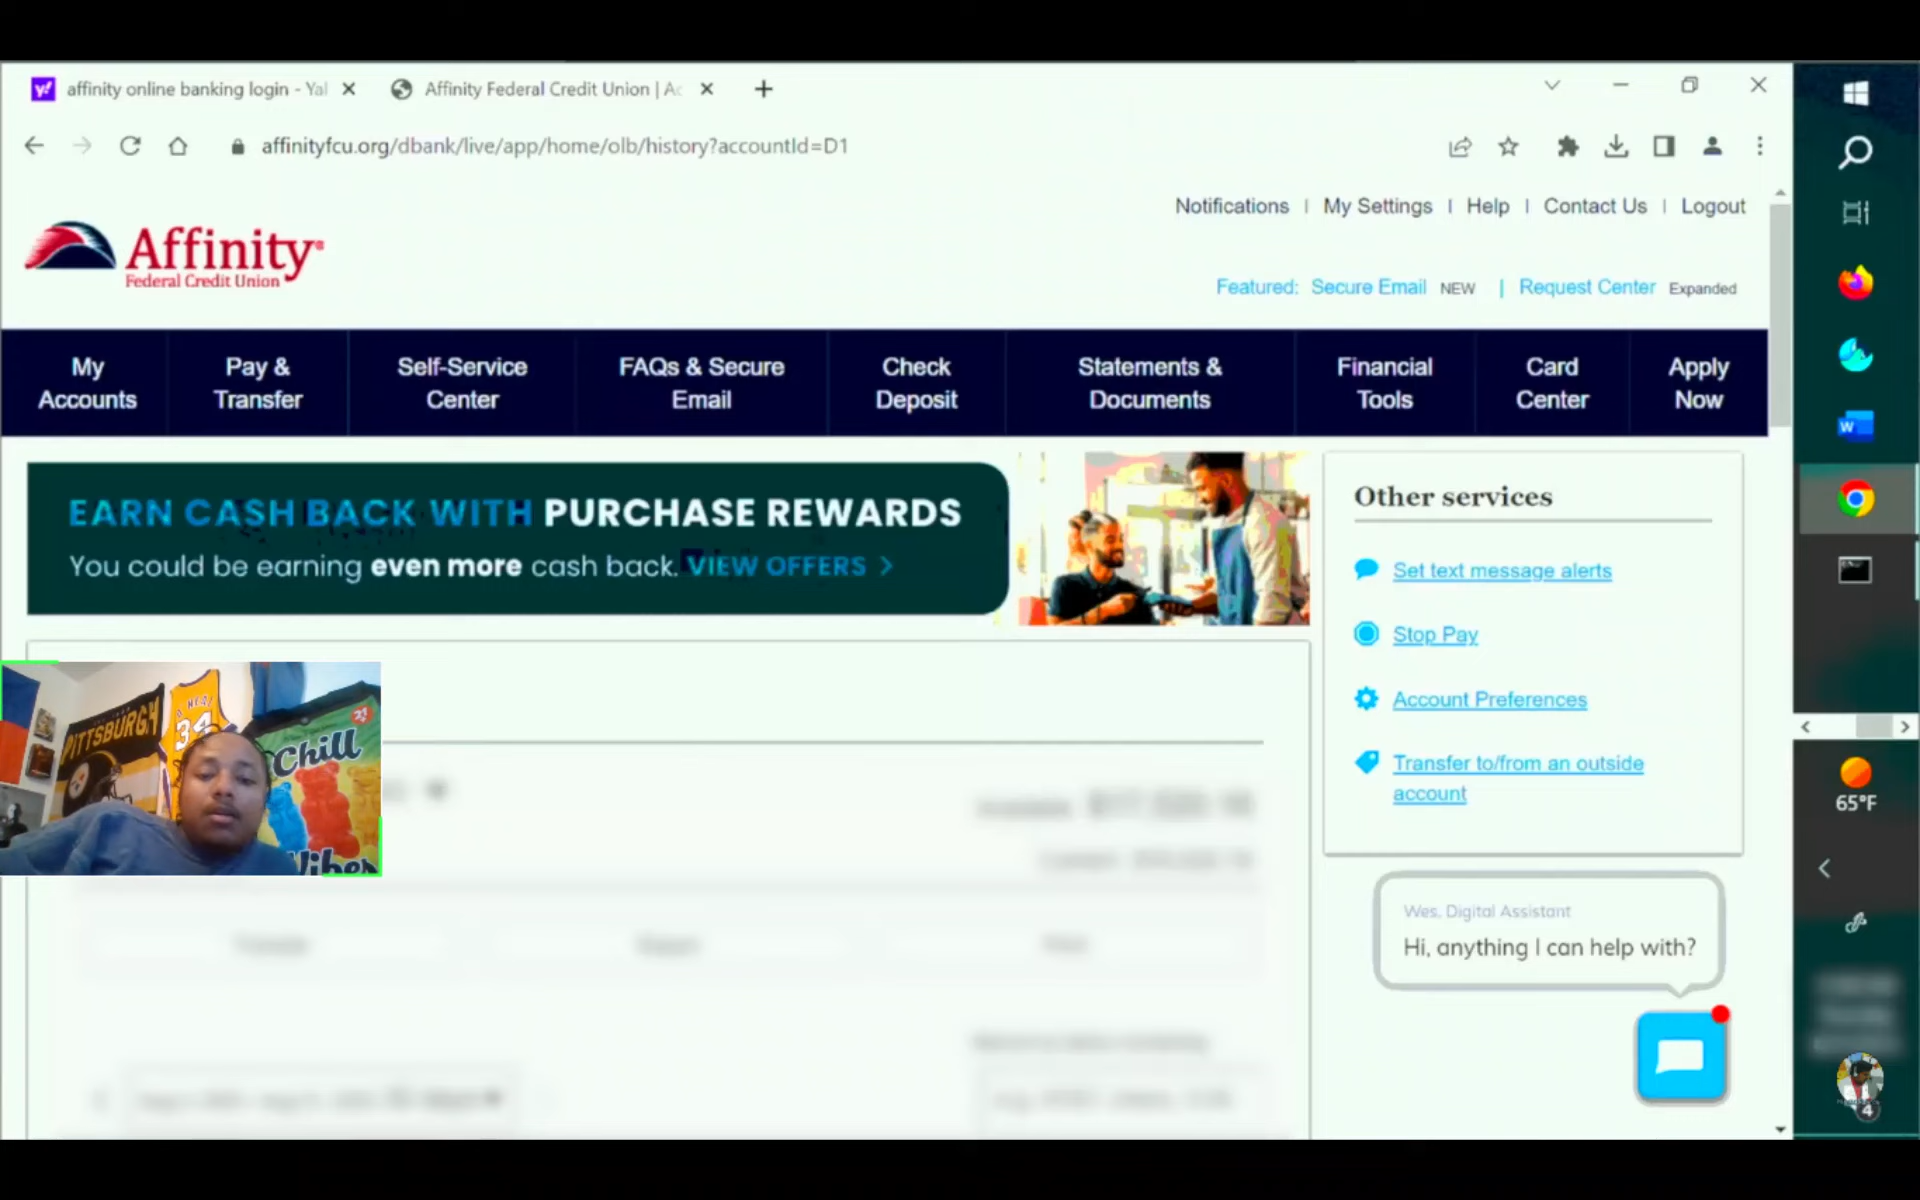 affinity online banking login - Yal
Affinity Federal Credit Union | Ac
affinityfcu.org/dbank/live/app/home/olb/history?accountId=D1
Notifications | My Settings | Help | Contact Us | Logout
Affinity®
Federal Credit Union
Featured: Secure Email NEW | Request Center Expanded
My Accounts
Pay & Transfer
Self-Service Center
FAQs & Secure Email
Check Deposit
Statements & Documents
Financial Tools
Card Center
Apply Now
EARN CASH BACK WITH PURCHASE REWARDS
You could be earning even more cash back. VIEW OFFERS >
Other services
Set text message alerts
Stop Pay
Account Preferences
Transfer to/from an outside
account
PITTSBURGH
34
Chill
Vibes
65°F
Wes, Digital Assistant
Hi, anything I can help with?
4